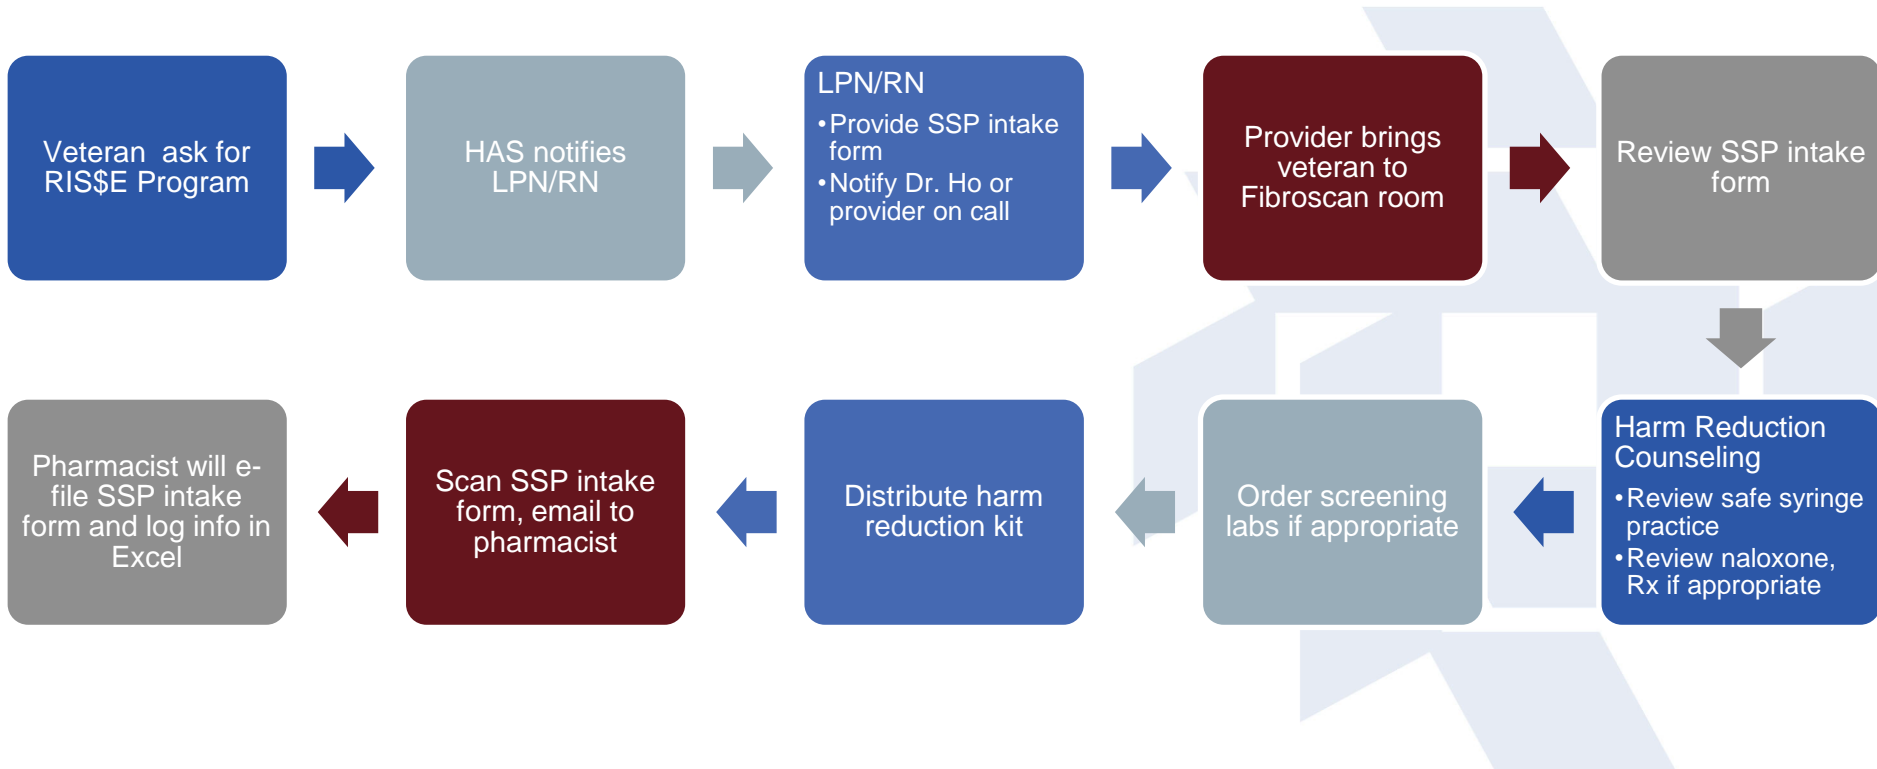 Veteran  ask for
RIS$E Program
HAS notifies
LPN/RN
LPN/RN
•Provide SSP intake
form
•Notify Dr. Ho or
provider on call
Provider brings
veteran to
Fibroscan room
Review SSP intake
form
Harm Reduction
Counseling
•Review safe syringe
practice
•Review naloxone,
Rx if appropriate
Order screening
labs if appropriate
Distribute harm
reduction kit
Scan SSP intake
form, email to
pharmacist
Pharmacist will e-
file SSP intake
form and log info in
Excel